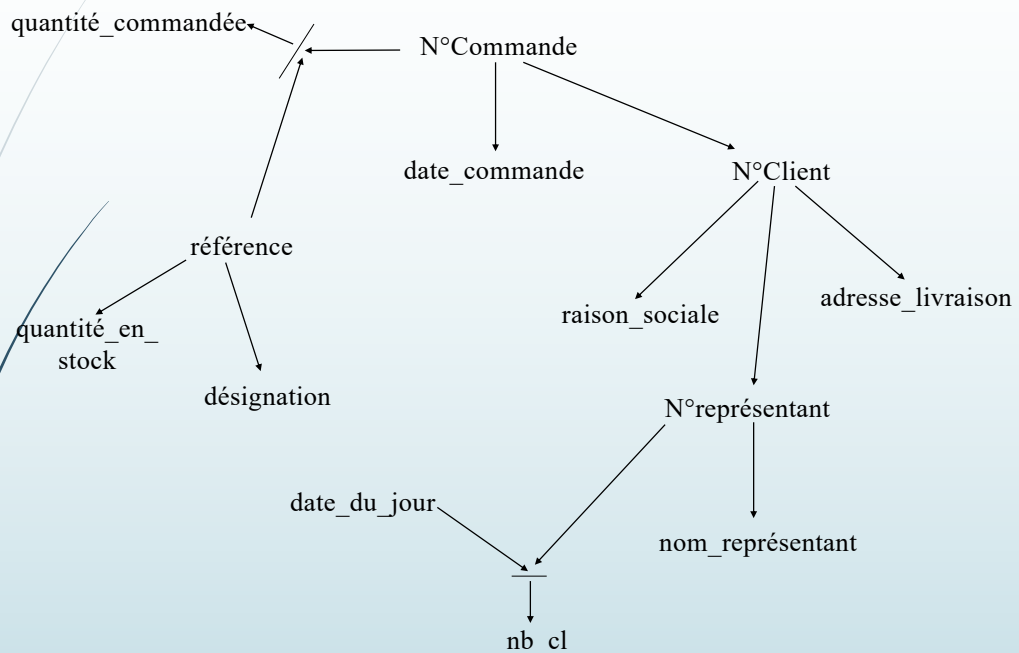 quantité_commandée
N°Commande
date_commande
N°Client
référence
quantité_en_
stock
raison_sociale
adresse_livraison
désignation
N°représentant
date_du_jour
nom_représentant
nb_cl